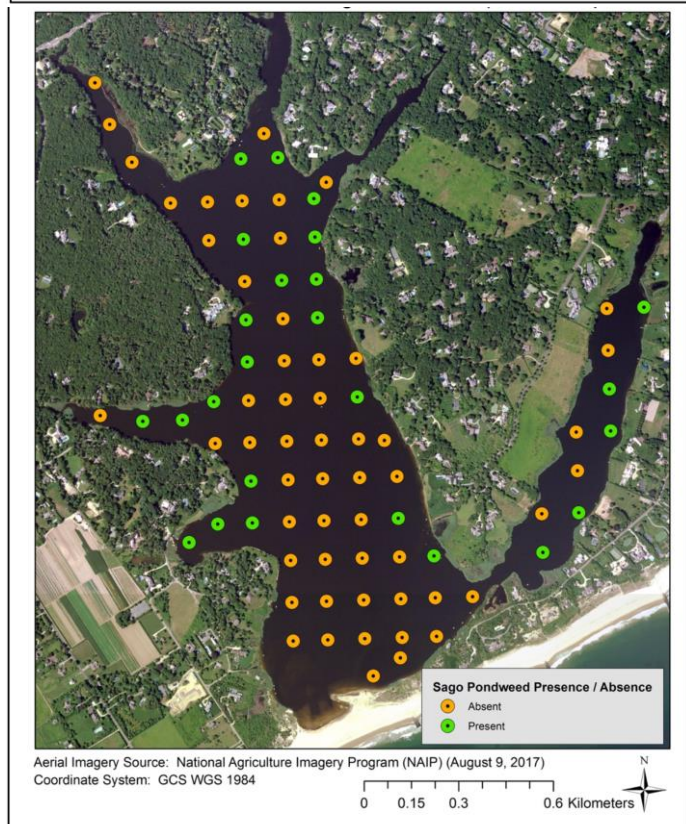 Sago Pondweed Presence / Absence
Absent
Present
Aerial Imagery Source: National Agriculture Imagery Program (NAIP) (August 9, 2017)
Coordinate System: GCS WGS 1984
N
0 0.15 0.3 0.6 Kilometers